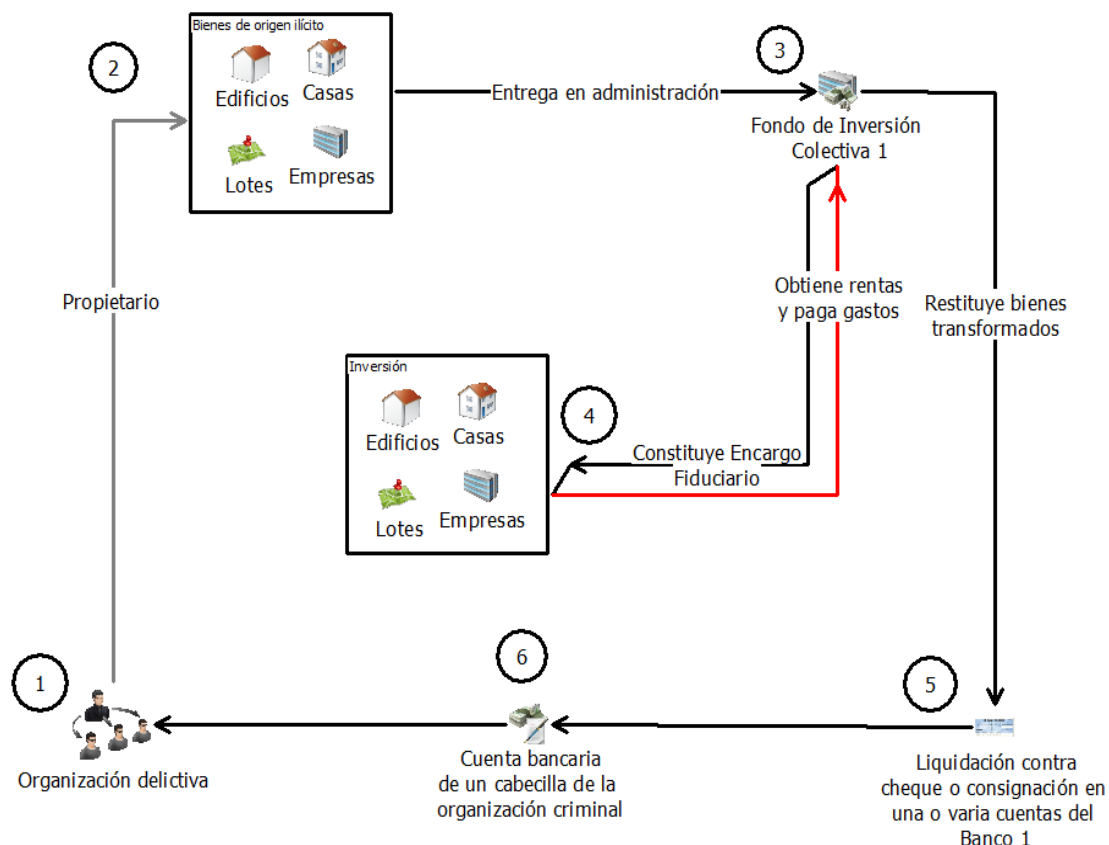 Bienes de origen ilícito
2
Edificios
Casas
Lotes
Empresas
Entrega en administración
3
Fondo de Inversión
Colectiva 1
Propietario
Obtiene rentas
y paga gastos
Restituye bienes
transformados
Inversión
Edificios
Casas
Lotes
Empresas
4
Constituye Encargo
Fiduciario
1
Organización delictiva
6
Cuenta bancaria
de un cabecilla de la
organización criminal
5
Liquidación contra
cheque o consignación en
una o varia cuentas del
Banco 1